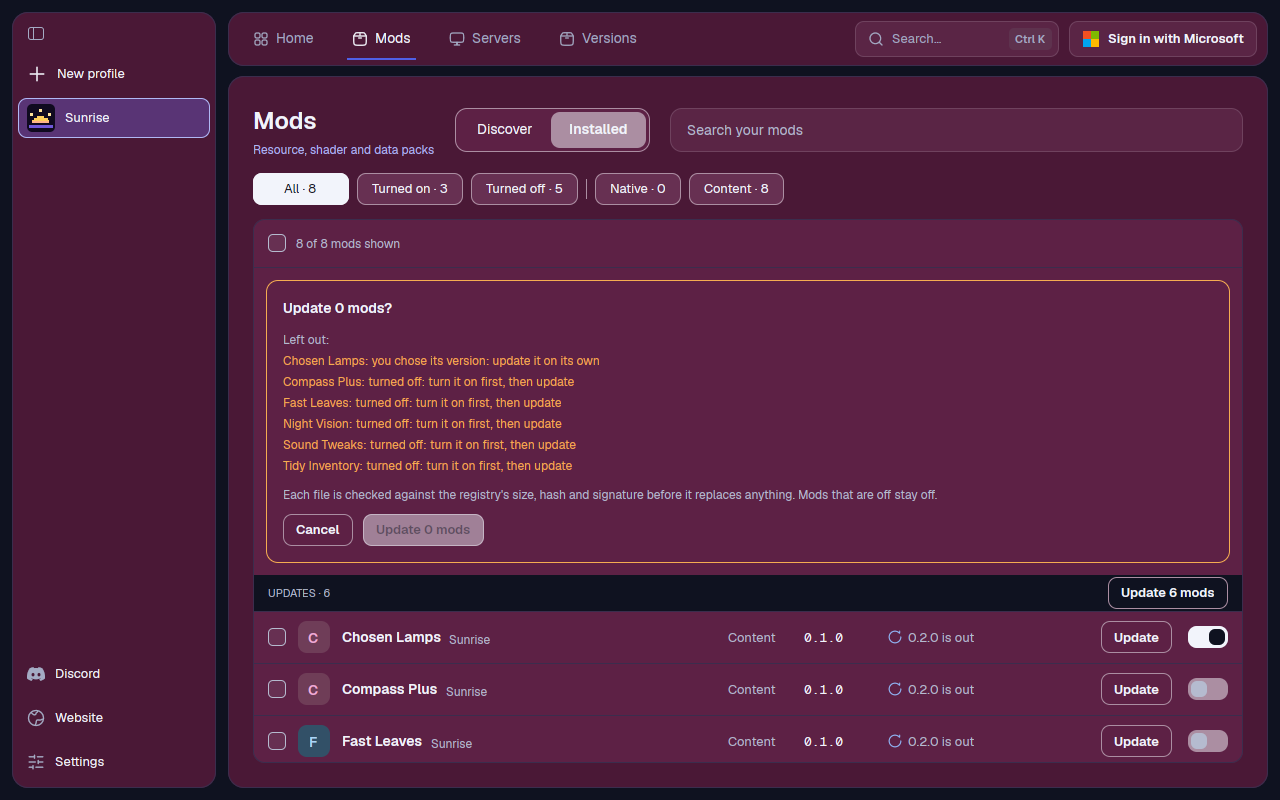 New profile
Sunrise
Discord
Website
Settings
Home
Mods
Servers
Versions
Search...
Ctrl K
Sign in with Microsoft
Mods
Resource, shader and data packs
Discover
Installed
Search your mods
All · 8
Turned on · 3
Turned off · 5
Native · 0
Content · 8
8 of 8 mods shown
Update 0 mods?
Left out:
Chosen Lamps: you chose its version: update it on its own
Compass Plus: turned off: turn it on first, then update
Fast Leaves: turned off: turn it on first, then update
Night Vision: turned off: turn it on first, then update
Sound Tweaks: turned off: turn it on first, then update
Tidy Inventory: turned off: turn it on first, then update
Each file is checked against the registry's size, hash and signature before it replaces anything. Mods that are off stay off.
Cancel
Update 0 mods
UPDATES · 6
Update 6 mods
C Chosen Lamps Sunrise Content 0.1.0 0.2.0 is out Update
C Compass Plus Sunrise Content 0.1.0 0.2.0 is out Update
F Fast Leaves Sunrise Content 0.1.0 0.2.0 is out Update